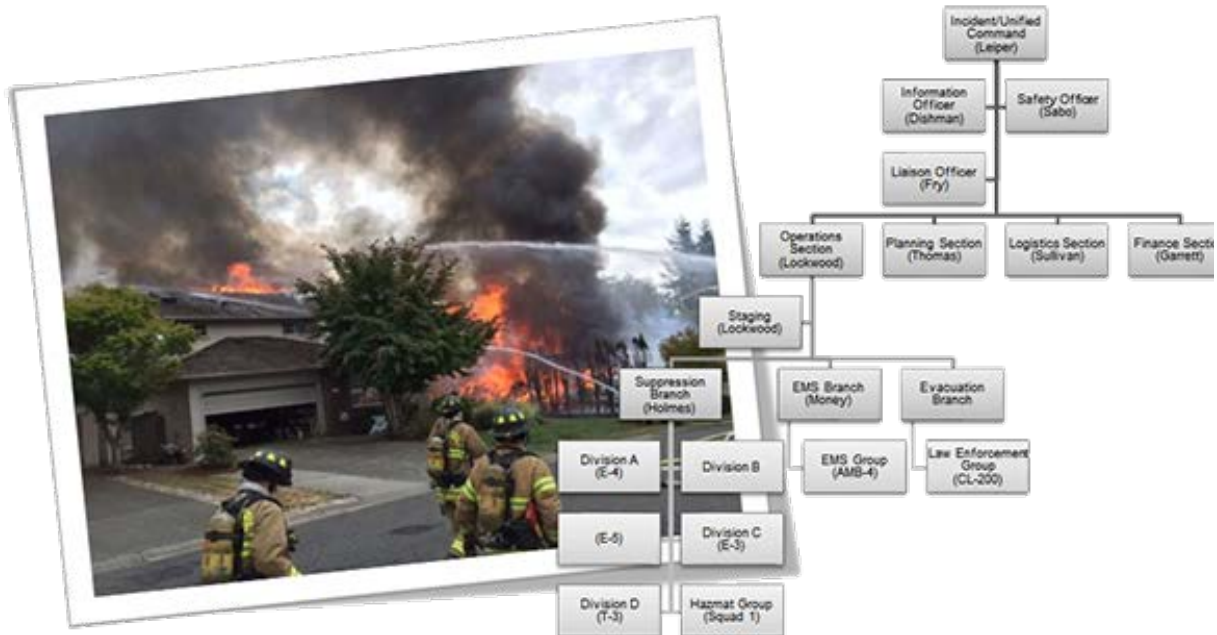 Incident/Unified
Command
(Leiper)
Information
Officer
(Dishman)
Safety Officer
(Sabo)
Liaison Officer
(Fry)
Operations
Section
(Lockwood)
Planning Section
(Thomas)
Logistics Section
(Sullivan)
Finance Secti
(Garrett)
Staging
(Lockwood)
Suppression
Branch
(Holmes)
EMS Branch
(Money)
Evacuation
Branch
Division A
(E-4)
Division B
EMS Group
(AMB-4)
Law Enforcement
Group
(CL-200)
(E-5)
Division C
(E-3)
Division D
(T-3)
Hazmat Group
(Squad 1)